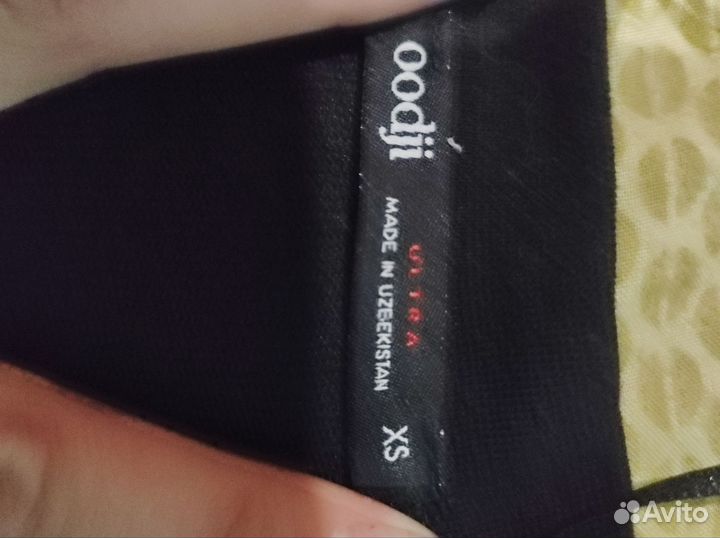 oodji
ULTRA
MADE IN UZBEKISTAN
XS
Avito